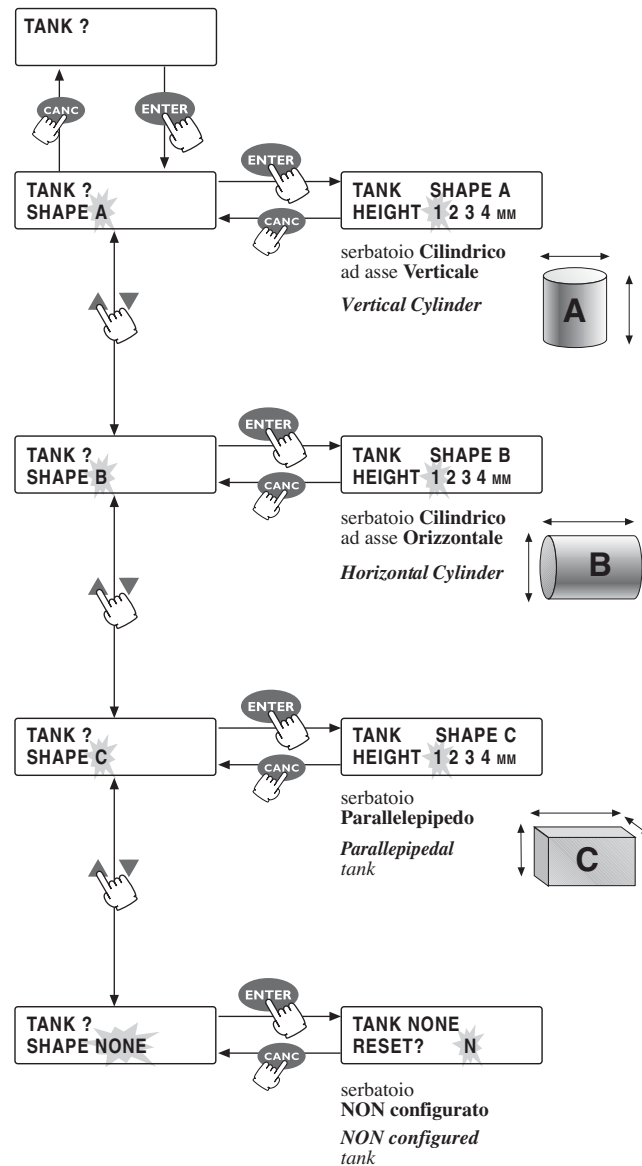 TANK ?
CANC
ENTER
TANK ?
SHAPE A
ENTER
CANC
TANK SHAPE A
HEIGHT 1 2 3 4 MM
serbatoio Cilindrico
ad asse Verticale
Vertical Cylinder
A
TANK ?
SHAPE B
ENTER
CANC
TANK SHAPE B
HEIGHT 1 2 3 4 MM
serbatoio Cilindrico
ad asse Orizzontale
Horizontal Cylinder
B
TANK ?
SHAPE C
ENTER
CANC
TANK SHAPE C
HEIGHT 1 2 3 4 MM
serbatoio
Parallelepipedo
Parallepipedal
tank
C
TANK ?
SHAPE NONE
ENTER
CANC
TANK NONE
RESET? N
serbatoio
NON configurato
NON configured
tank